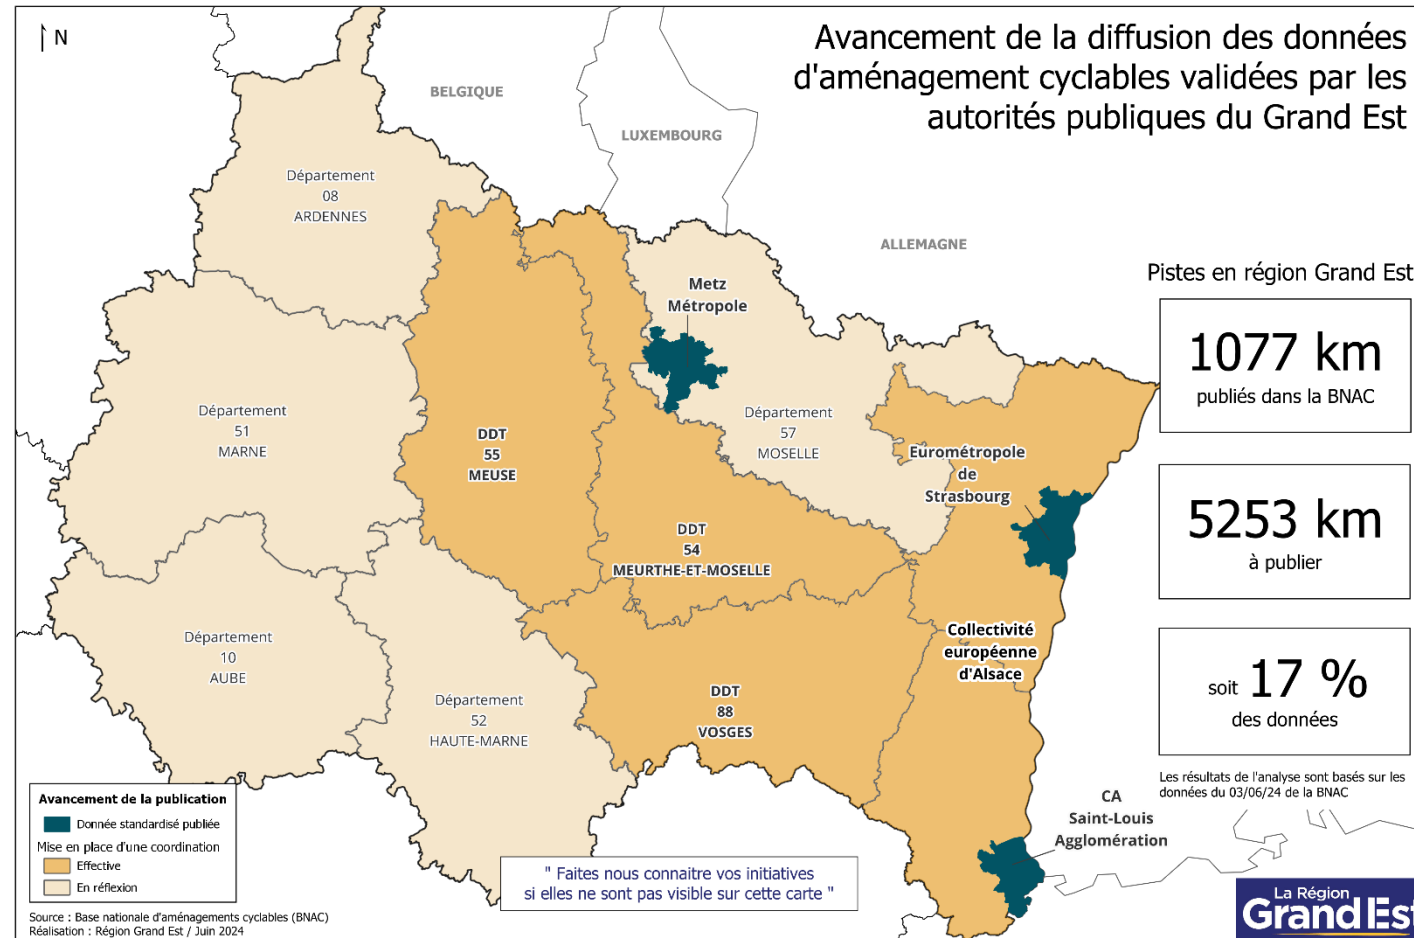 N
Avancement de la diffusion des données
d'aménagement cyclables validées par les
autorités publiques du Grand Est
BELGIQUE
LUXEMBOURG
ALLEMAGNE
Département
08
ARDENNES
Metz
Métropole
Département
51
MARNE
DDT
55
MEUSE
Département
57
MOSELLE
Eurométropole
de
Strasbourg
DDT
54
MEURTHE-ET-MOSELLE
Département
10
AUBE
Département
52
HAUTE-MARNE
DDT
88
VOSGES
Collectivité
européenne
d'Alsace
CA
Saint-Louis
Agglomération
Pistes en région Grand Est
1077 km
publiés dans la BNAC
5253 km
à publier
soit 17 %
des données
Les résultats de l'analyse sont basés sur les
données du 03/06/24 de la BNAC
Avancement de la publication
Donnée standardisé publiée
Mise en place d'une coordination
Effective
En réflexion
" Faites nous connaitre vos initiatives
si elles ne sont pas visible sur cette carte "
Source : Base nationale d'aménagements cyclables (BNAC)
Réalisation : Région Grand Est / Juin 2024
La Région
Grand Est